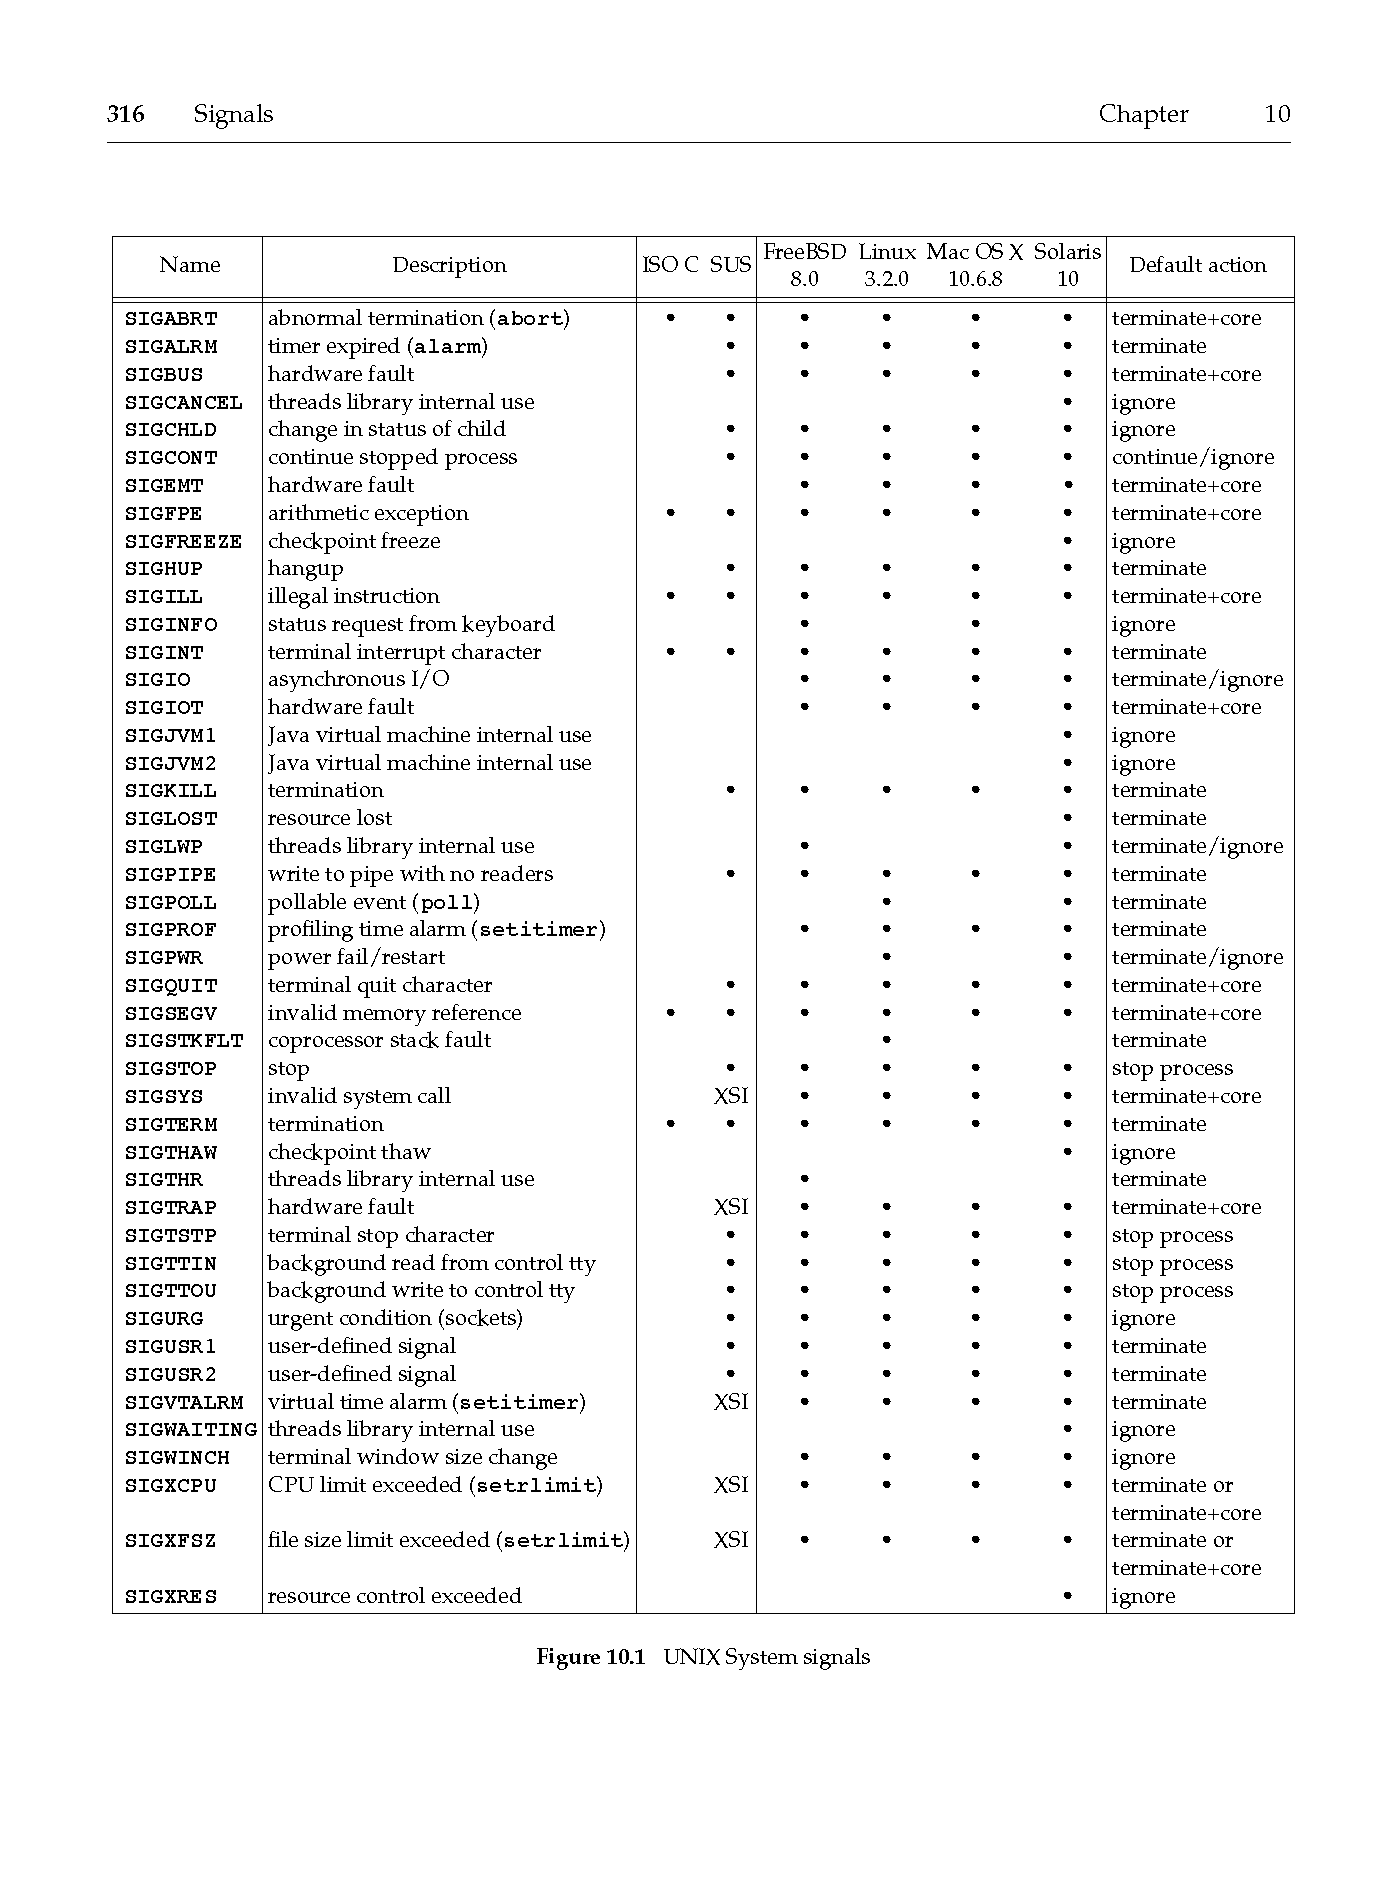 316 Signals Chapter 10
Name Description ISO C SUS FreeBSD 8.0 Linux 3.2.0 Mac OS X 10.6.8 Solaris 10 Default action
SIGABRT abnormal termination (abort) • • • • • • terminate+core
SIGALRM timer expired (alarm) • • • • • terminate
SIGBUS hardware fault • • • • • terminate+core
SIGCANCEL threads library internal use • ignore
SIGCHLD change in status of child • • • • • ignore
SIGCONT continue stopped process • • • • • continue/ignore
SIGEMT hardware fault • • • • terminate+core
SIGFPE arithmetic exception • • • • • • terminate+core
SIGFREEZE checkpoint freeze • ignore
SIGHUP hangup • • • • • terminate
SIGILL illegal instruction • • • • • • terminate+core
SIGINFO status request from keyboard • • ignore
SIGINT terminal interrupt character • • • • • • terminate
SIGIO asynchronous I/O • • • • terminate/ignore
SIGIOT hardware fault • • • • terminate+core
SIGJVM1 Java virtual machine internal use • ignore
SIGJVM2 Java virtual machine internal use • ignore
SIGKILL termination • • • • • terminate
SIGLOST resource lost • terminate
SIGLWP threads library internal use • • terminate/ignore
SIGPIPE write to pipe with no readers • • • • • terminate
SIGPOLL pollable event (poll) • • terminate
SIGPROF profiling time alarm (setitimer) • • • • terminate
SIGPWR power fail/restart • • terminate/ignore
SIGQUIT terminal quit character • • • • • terminate+core
SIGSEGV invalid memory reference • • • • • • terminate+core
SIGSTKFLT coprocessor stack fault • terminate
SIGSTOP stop • • • • • stop process
SIGSYS invalid system call XSI • • • • terminate+core
SIGTERM termination • • • • • • terminate
SIGTHAW checkpoint thaw • ignore
SIGTHR threads library internal use • terminate
SIGTRAP hardware fault XSI • • • • terminate+core
SIGTSTP terminal stop character • • • • • stop process
SIGTTIN background read from control tty • • • • • stop process
SIGTTOU background write to control tty • • • • • stop process
SIGURG urgent condition (sockets) • • • • • ignore
SIGUSR1 user-defined signal • • • • • terminate
SIGUSR2 user-defined signal • • • • • terminate
SIGVTALRM virtual time alarm (setitimer) XSI • • • • terminate
SIGWAITING threads library internal use • ignore
SIGWINCH terminal window size change • • • • ignore
SIGXCPU CPU limit exceeded (setrlimit) XSI • • • • terminate or
terminate+core
SIGXFSZ file size limit exceeded (setrlimit) XSI • • • • terminate or
terminate+core
SIGXRES resource control exceeded • ignore
Figure 10.1 UNIX System signals